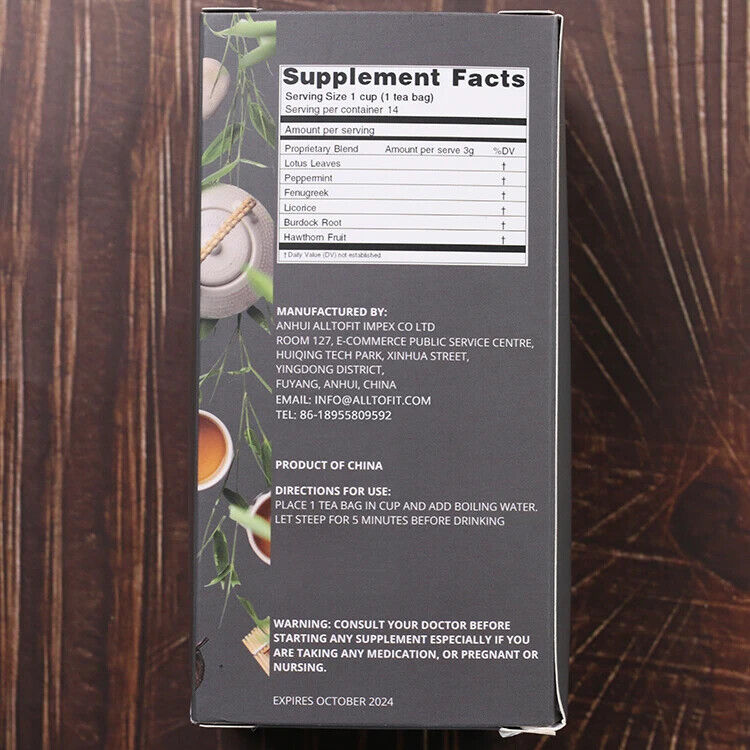 Supplement Facts
Serving Size 1 cup (1 tea bag)
Serving per container 14
Amount per serving
Proprietary Blend Amount per serve 3g %DV
Lotus Leaves †
Peppermint †
Fenugreek †
Licorice †
Burdock Root †
Hawthorn Fruit †
† Daily Value (DV) not established
MANUFACTURED BY:
ANHUI ALLTOFIT IMPEX CO LTD
ROOM 127, E-COMMERCE PUBLIC SERVICE CENTRE,
HUIQING TECH PARK, XINHUA STREET,
YINGDONG DISTRICT,
FUYANG, ANHUI, CHINA
EMAIL: INFO@ALLTOFIT.COM
TEL: 86-18955809592
PRODUCT OF CHINA
DIRECTIONS FOR USE:
PLACE 1 TEA BAG IN CUP AND ADD BOILING WATER.
LET STEEP FOR 5 MINUTES BEFORE DRINKING
WARNING: CONSULT YOUR DOCTOR BEFORE
STARTING ANY SUPPLEMENT ESPECIALLY IF YOU
ARE TAKING ANY MEDICATION, OR PREGNANT OR
NURSING.
EXPIRES OCTOBER 2024